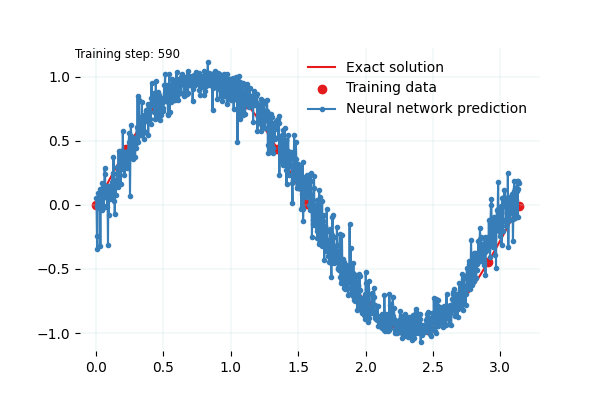 Training step: 590
Exact solution
Training data
Neural network prediction
1.0
0.5
0.0
−0.5
−1.0
0.0 0.5 1.0 1.5 2.0 2.5 3.0